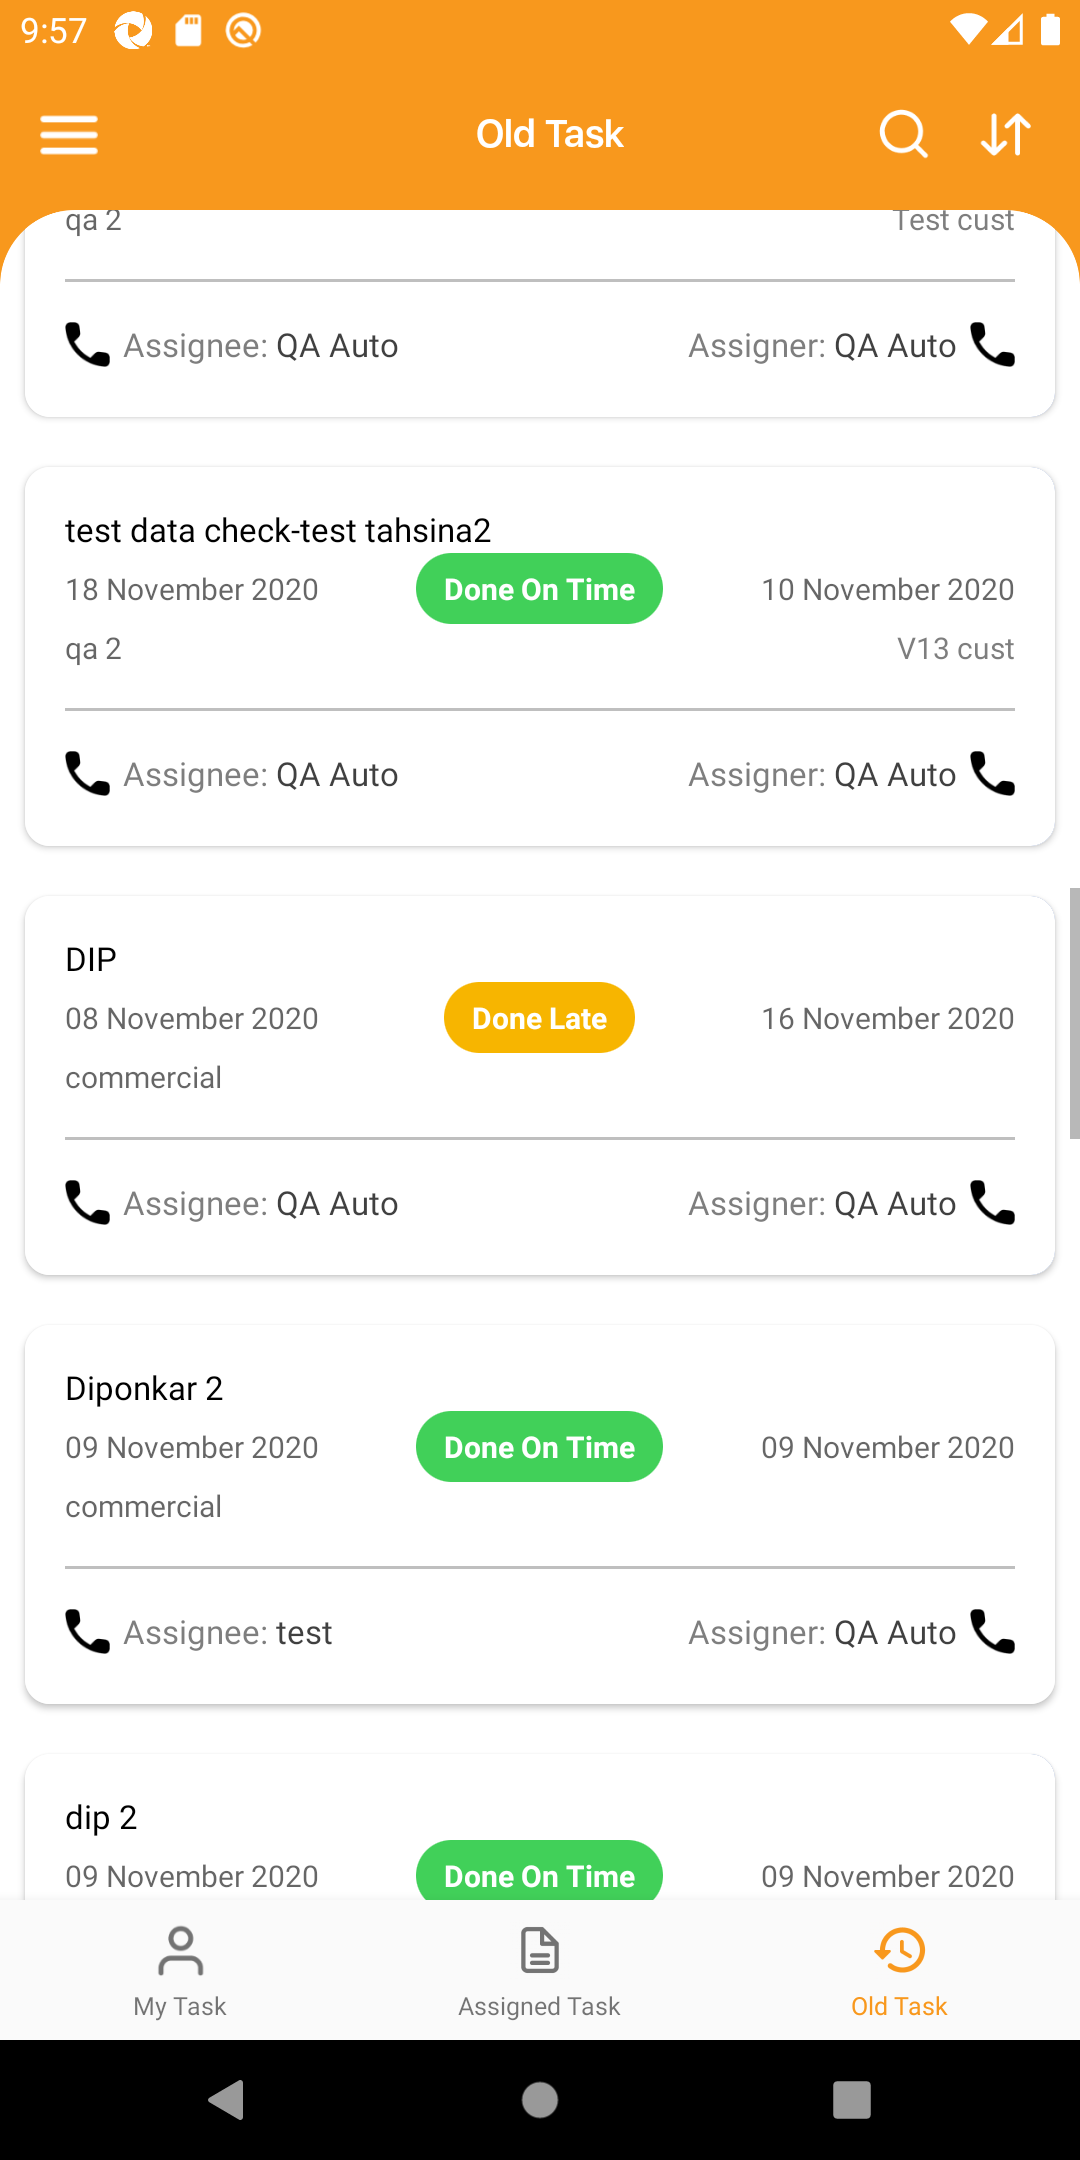 9:57
Old Task
qa 2 Test cust
Assignee: QA Auto Assigner: QA Auto
test data check-test tahsina2
18 November 2020 Done On Time 10 November 2020
qa 2 V13 cust
Assignee: QA Auto Assigner: QA Auto
DIP
08 November 2020 Done Late 16 November 2020
commercial
Assignee: QA Auto Assigner: QA Auto
Diponkar 2
09 November 2020 Done On Time 09 November 2020
commercial
Assignee: test Assigner: QA Auto
dip 2
09 November 2020 Done On Time 09 November 2020
My Task Assigned Task Old Task